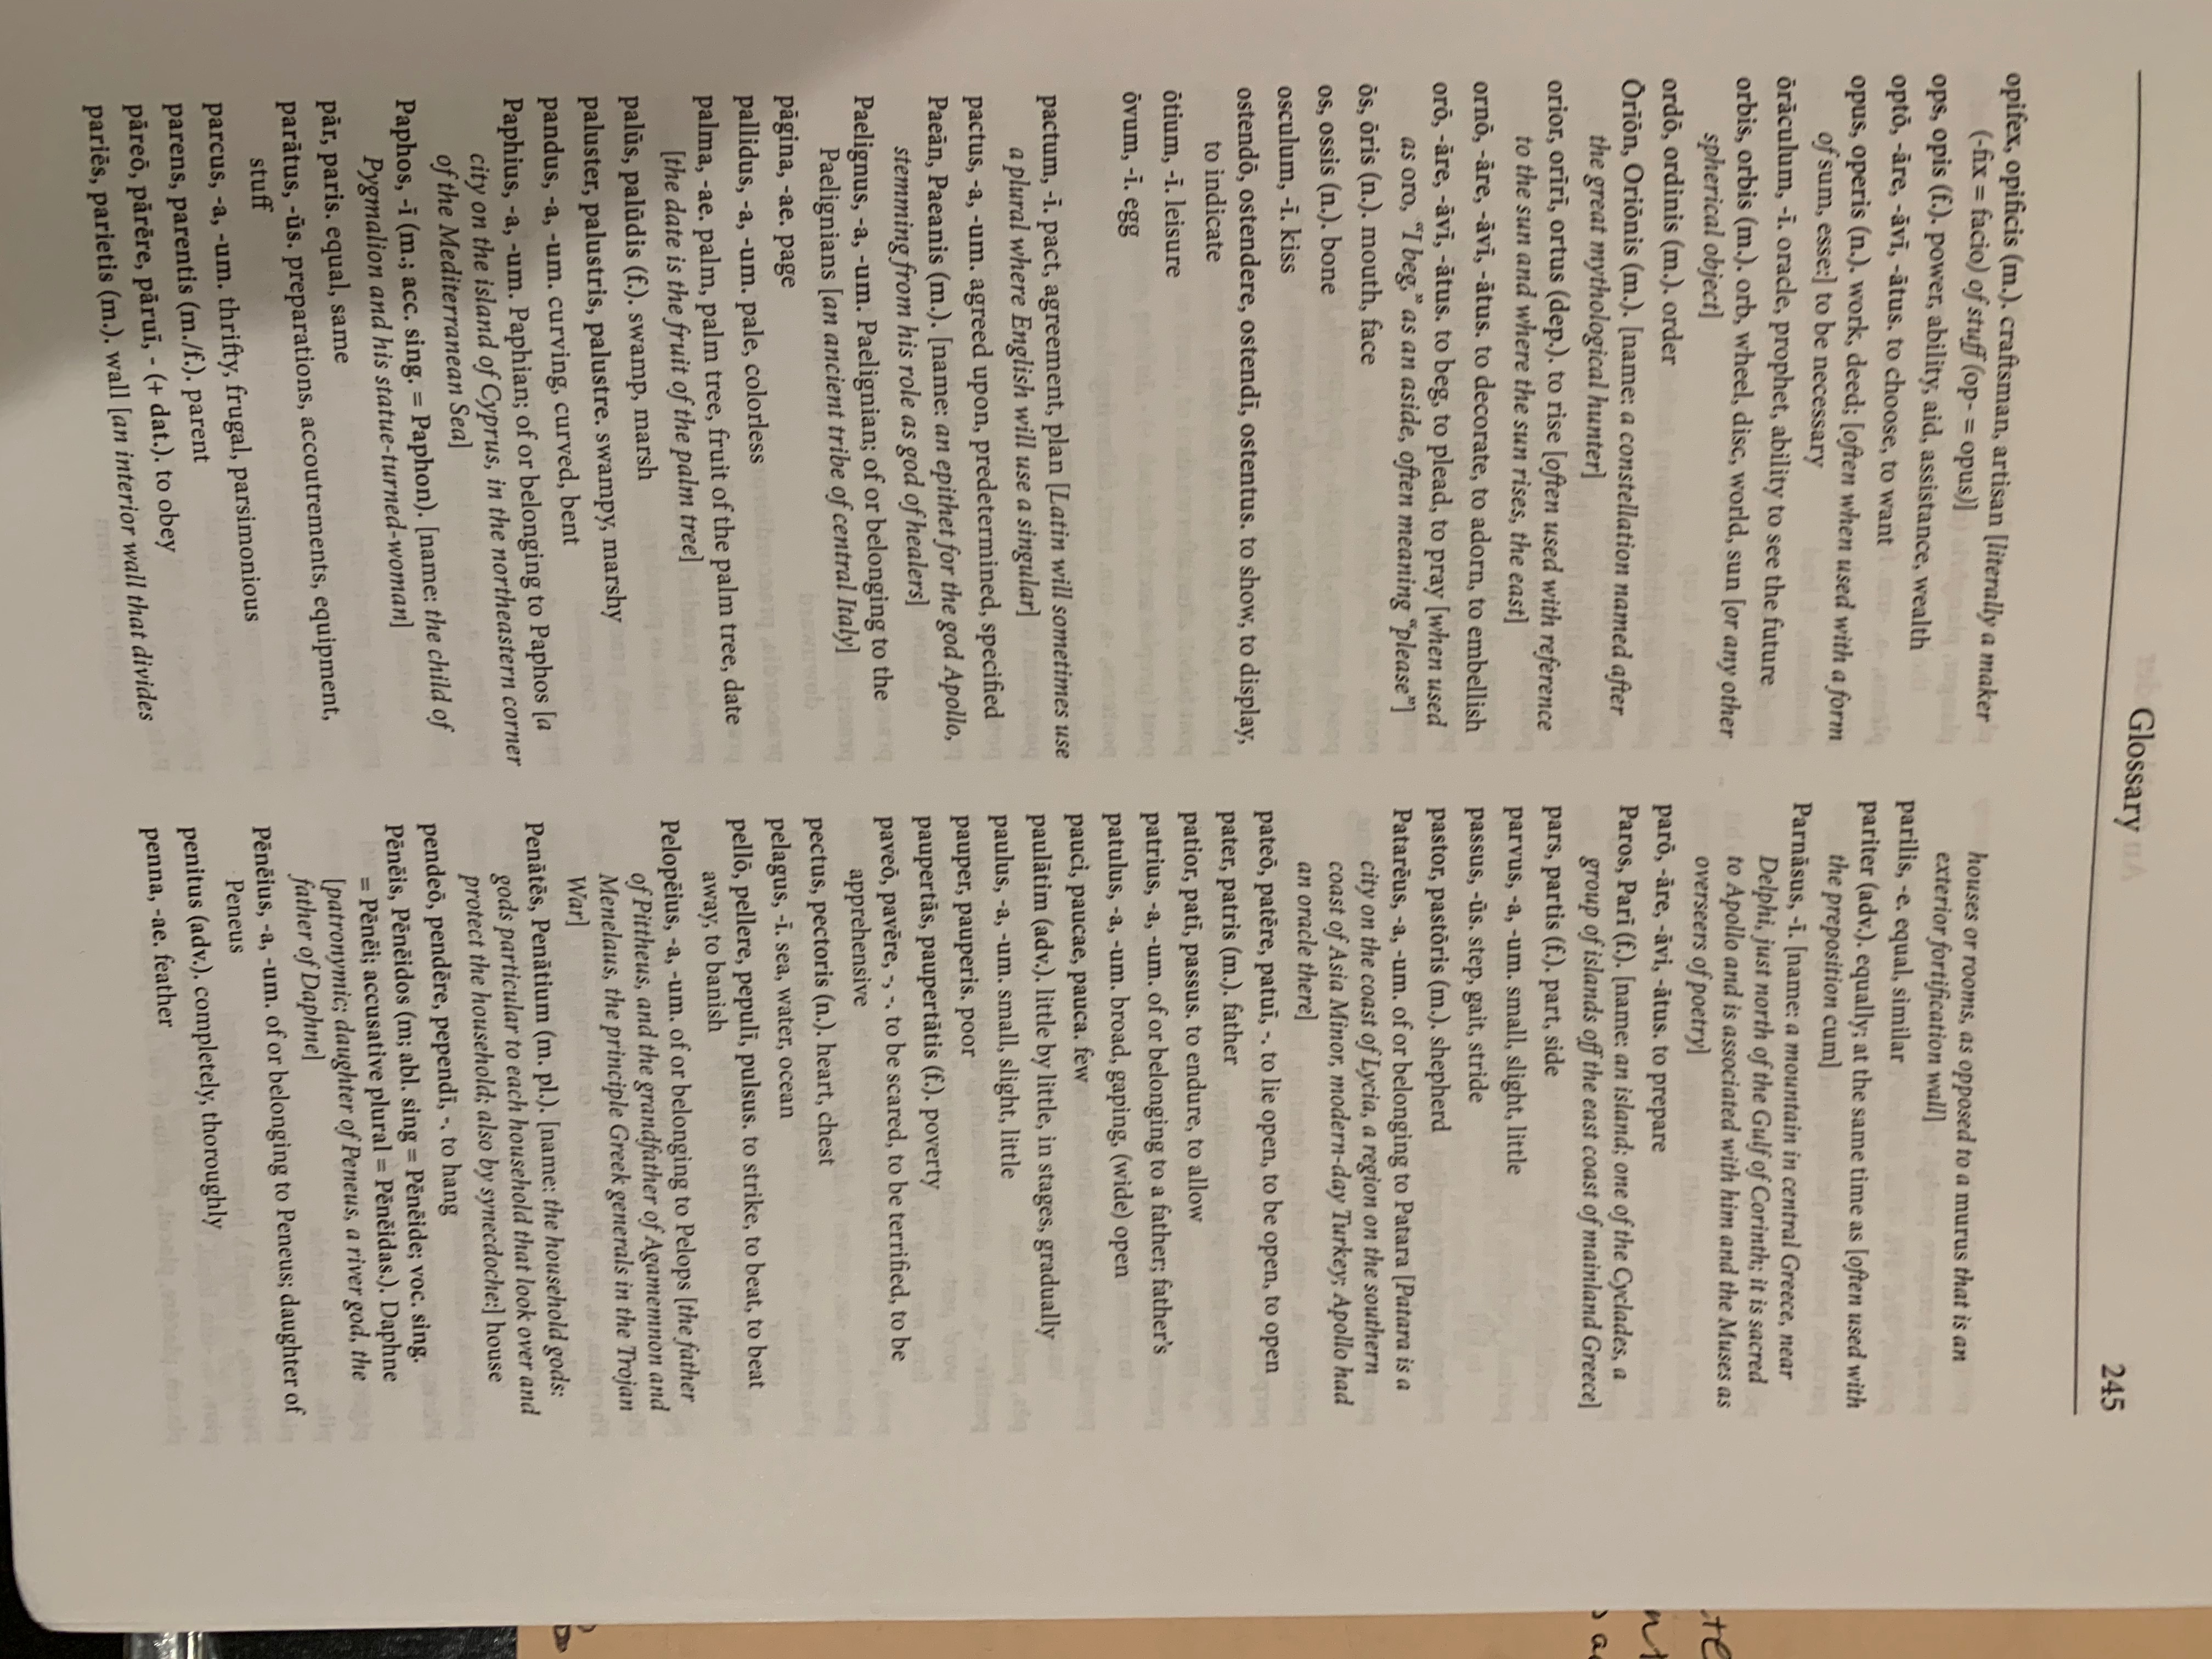 Glossary 245
opifex, opificis (m.). craftsman, artisan [literally a maker
(-fix = facio) of stuff (op- = opus)]
ops, opis (f.). power, ability, aid, assistance, wealth
optō, -āre, -āvī, -ātus. to choose, to want
opus, operis (n.). work, deed; [often when used with a form
of sum, esse:] to be necessary
ōrāculum, -ī. oracle, prophet, ability to see the future
orbis, orbis (m.). orb, wheel, disc, world, sun [or any other
spherical object]
ordō, ordinis (m.). order
Ōrīōn, Oriōnis (m.). [name: a constellation named after
the great mythological hunter]
orior, orīrī, ortus (dep.). to rise [often used with reference
to the sun and where the sun rises, the east]
ornō, -āre, -āvī, -ātus. to decorate, to adorn, to embellish
orō, -āre, -āvī, -ātus. to beg, to plead, to pray [when used
as oro, “I beg,” as an aside, often meaning “please”]
ōs, ōris (n.). mouth, face
os, ossis (n.). bone
osculum, -ī. kiss
ostendō, ostendere, ostendī, ostentus. to show, to display,
to indicate
ōtium, -ī. leisure
ōvum, -ī. egg
pactum, -ī. pact, agreement, plan [Latin will sometimes use
a plural where English will use a singular]
pactus, -a, -um. agreed upon, predetermined, specified
Paeān, Paeanis (m.). [name: an epithet for the god Apollo,
stemming from his role as god of healers]
Paelignus, -a, -um. Paelignian; of or belonging to the
Paelignians [an ancient tribe of central Italy]
pāgina, -ae. page
pallidus, -a, -um. pale, colorless
palma, -ae. palm, palm tree, fruit of the palm tree, date
[the date is the fruit of the palm tree]
palūs, palūdis (f.). swamp, marsh
paluster, palustris, palustre. swampy, marshy
pandus, -a, -um. curving, curved, bent
Paphius, -a, -um. Paphian; of or belonging to Paphos [a
city on the island of Cyprus, in the northeastern corner
of the Mediterranean Sea]
Paphos, -ī (m.; acc. sing. = Paphon). [name: the child of
Pygmalion and his statue-turned-woman]
pār, paris. equal, same
parātus, -ūs. preparations, accoutrements, equipment,
stuff
parcus, -a, -um. thrifty, frugal, parsimonious
parens, parentis (m./f.). parent
pāreō, pārēre, pāruī, - (+ dat.). to obey
pariēs, parietis (m.). wall [an interior wall that divides
houses or rooms, as opposed to a murus that is an
exterior fortification wall]
parilis, -e. equal, similar
pariter (adv.). equally; at the same time as [often used with
the preposition cum]
Parnāsus, -ī. [name: a mountain in central Greece, near
Delphi, just north of the Gulf of Corinth; it is sacred
to Apollo and is associated with him and the Muses as
overseers of poetry]
parō, -āre, -āvi, -ātus. to prepare
Paros, Parī (f.). [name: an island; one of the Cyclades, a
group of islands off the east coast of mainland Greece]
pars, partis (f.). part, side
parvus, -a, -um. small, slight, little
passus, -ūs. step, gait, stride
pastor, pastōris (m.). shepherd
Patarēus, -a, -um. of or belonging to Patara [Patara is a
city on the coast of Lycia, a region on the southern
coast of Asia Minor, modern-day Turkey; Apollo had
an oracle there]
pateō, patēre, patuī, -. to lie open, to be open, to open
pater, patris (m.). father
patior, patī, passus. to endure, to allow
patrius, -a, -um. of or belonging to a father; father’s
patulus, -a, -um. broad, gaping, (wide) open
pauci, paucae, pauca. few
paulātim (adv.). little by little, in stages, gradually
paulus, -a, -um. small, slight, little
pauper, pauperis. poor
paupertās, paupertātis (f.). poverty
paveō, pavēre, -, -. to be scared, to be terrified, to be
apprehensive
pectus, pectoris (n.). heart, chest
pelagus, -ī. sea, water, ocean
pellō, pellere, pepulī, pulsus. to strike, to beat, to beat
away, to banish
Pelopēius, -a, -um. of or belonging to Pelops [the father
of Pittheus, and the grandfather of Agamemnon and
Menelaus, the principle Greek generals in the Trojan
War]
Penātēs, Penātium (m. pl.). [name: the household gods:
gods particular to each household that look over and
protect the household; also by synecdoche:] house
pendeō, pendēre, pependī, -. to hang
Pēnēis, Pēnēidos (m; abl. sing = Pēnēide; voc. sing.
= Pēnēi; accusative plural = Pēnēidas.). Daphne
[patronymic; daughter of Peneus, a river god, the
father of Daphne]
Pēnēius, -a, -um. of or belonging to Peneus; daughter of
Peneus
penitus (adv.). completely, thoroughly
penna, -ae. feather